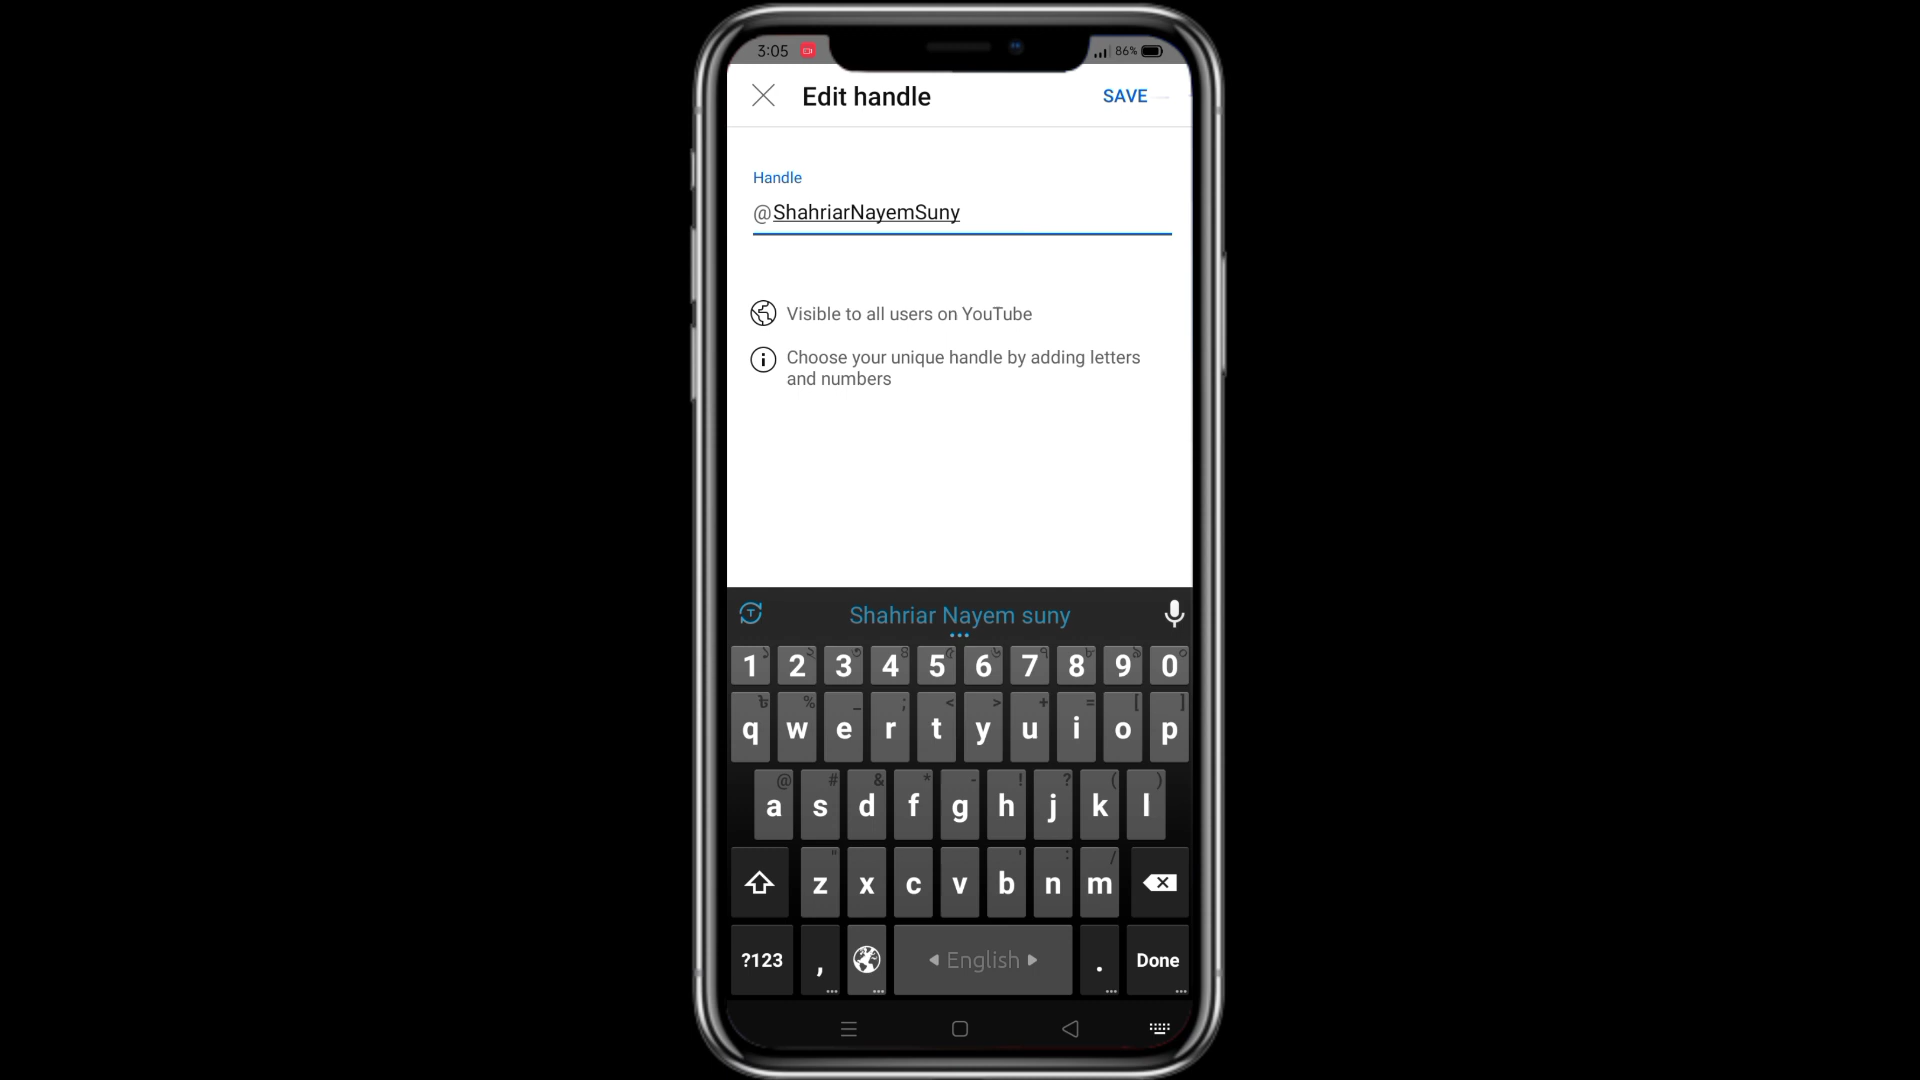 3:05
86%
Edit handle
SAVE
Handle
@ShahriarNayemSuny
Visible to all users on YouTube
Choose your unique handle by adding letters
and numbers
Shahriar Nayem suny
1 2 3 4 5 6 7 8 9 0
q w e r t y u i o p
a s d f g h j k l
z x c v b n m
?123 , English . Done